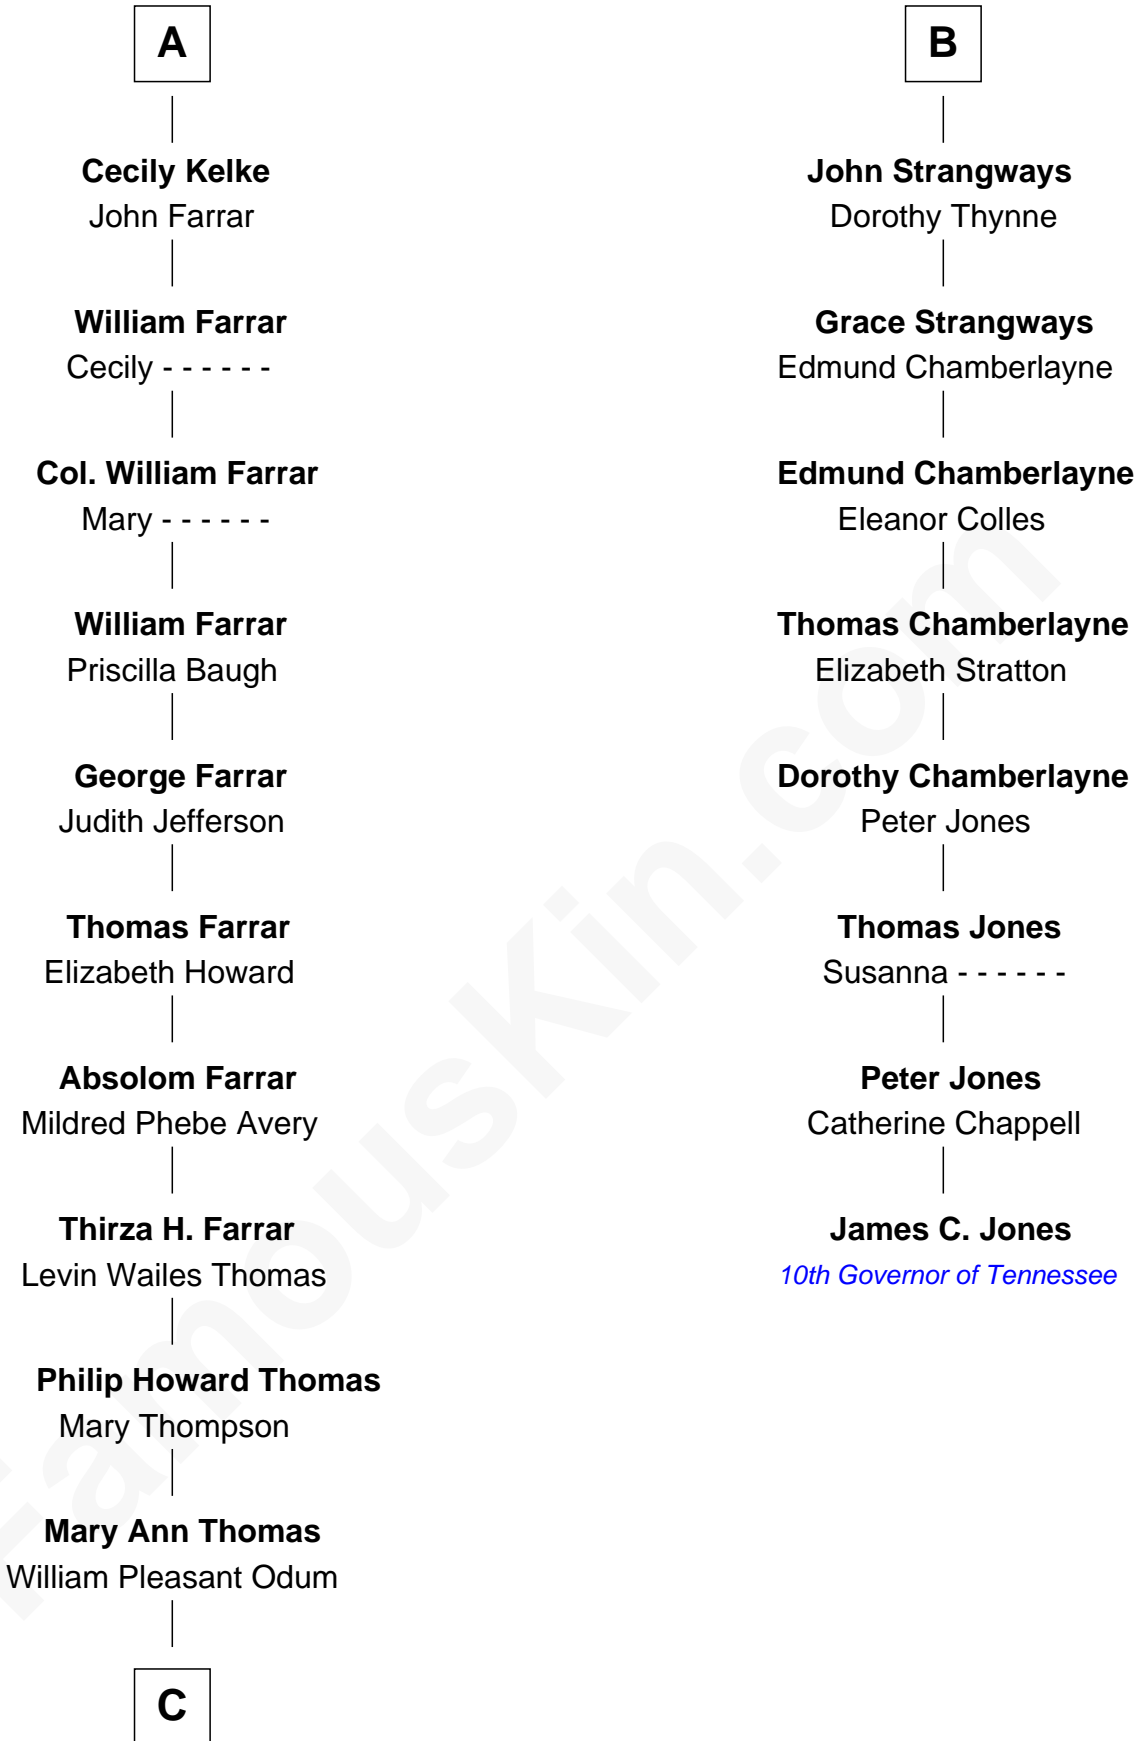 A
Cecily Kelke
John Farrar
William Farrar
Cecily - - - - - -
Col. William Farrar
Mary - - - - - -
William Farrar
Priscilla Baugh
George Farrar
Judith Jefferson
Thomas Farrar
Elizabeth Howard
Absolom Farrar
Mildred Phebe Avery
Thirza H. Farrar
Levin Wailes Thomas
Philip Howard Thomas
Mary Thompson
Mary Ann Thomas
William Pleasant Odum
C
B
John Strangways
Dorothy Thynne
Grace Strangways
Edmund Chamberlayne
Edmund Chamberlayne
Eleanor Colles
Thomas Chamberlayne
Elizabeth Stratton
Dorothy Chamberlayne
Peter Jones
Thomas Jones
Susanna - - - - - -
Peter Jones
Catherine Chappell
James C. Jones
10th Governor of Tennessee
FamousKin.com